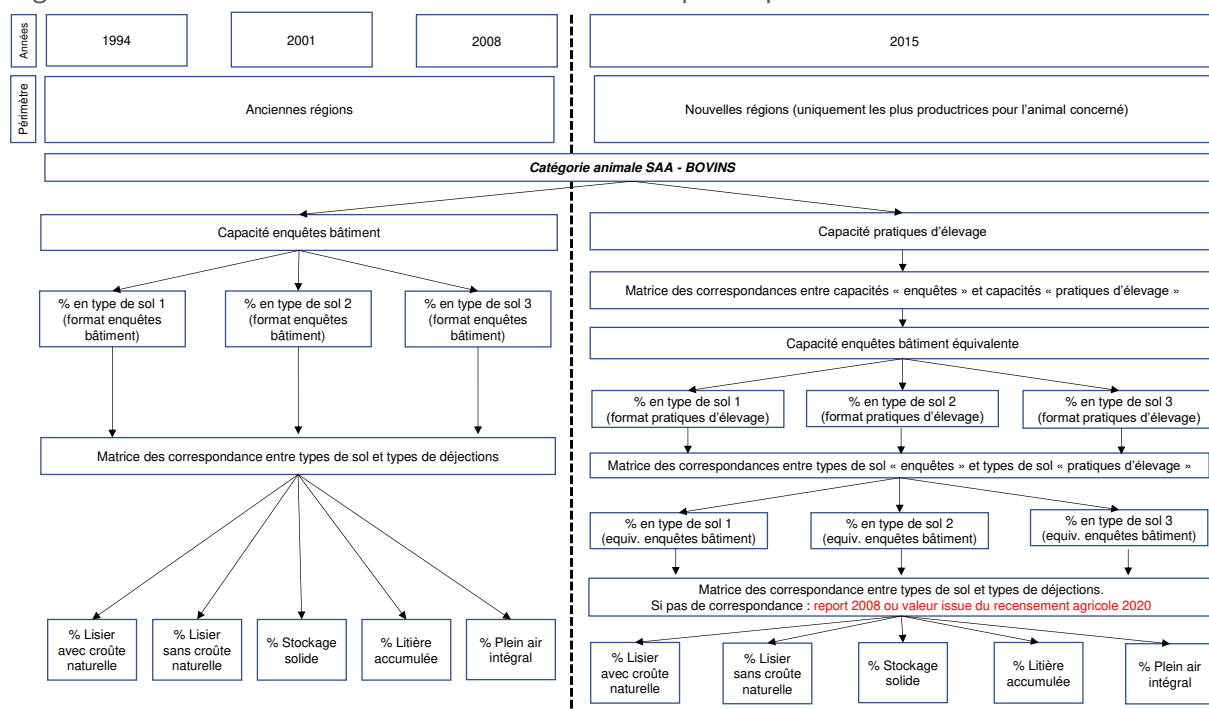 Années
1994
2001
2008
2015
Périmètre
Anciennes régions
Nouvelles régions (uniquement les plus productrices pour l'animal concerné)
Catégorie animale SAA - BOVINS
Capacité enquêtes bâtiment
% en type de sol 1
(format enquêtes
bâtiment)
% en type de sol 2
(format enquêtes
bâtiment)
% en type de sol 3
(format enquêtes
bâtiment)
Matrice des correspondance entre types de sol et types de déjections
% Lisier
avec croûte
naturelle
% Lisier
sans croûte
naturelle
% Stockage
solide
% Litière
accumulée
% Plein air
intégral
Capacité pratiques d'élevage
Matrice des correspondances entre capacités « enquêtes » et capacités « pratiques d'élevage »
Capacité enquêtes bâtiment équivalente
% en type de sol 1
(format pratiques d'élevage)
% en type de sol 2
(format pratiques d'élevage)
% en type de sol 3
(format pratiques d'élevage)
Matrice des correspondances entre types de sol « enquêtes » et types de sol « pratiques d'élevage »
% en type de sol 1
(equiv. enquêtes bâtiment)
% en type de sol 2
(equiv. enquêtes bâtiment)
% en type de sol 3
(equiv. enquêtes bâtiment)
Matrice des correspondance entre types de sol et types de déjections.
Si pas de correspondance : report 2008 ou valeur issue du recensement agricole 2020
% Lisier
avec croûte
naturelle
% Lisier
sans croûte
naturelle
% Stockage
solide
% Litière
accumulée
% Plein air
intégral